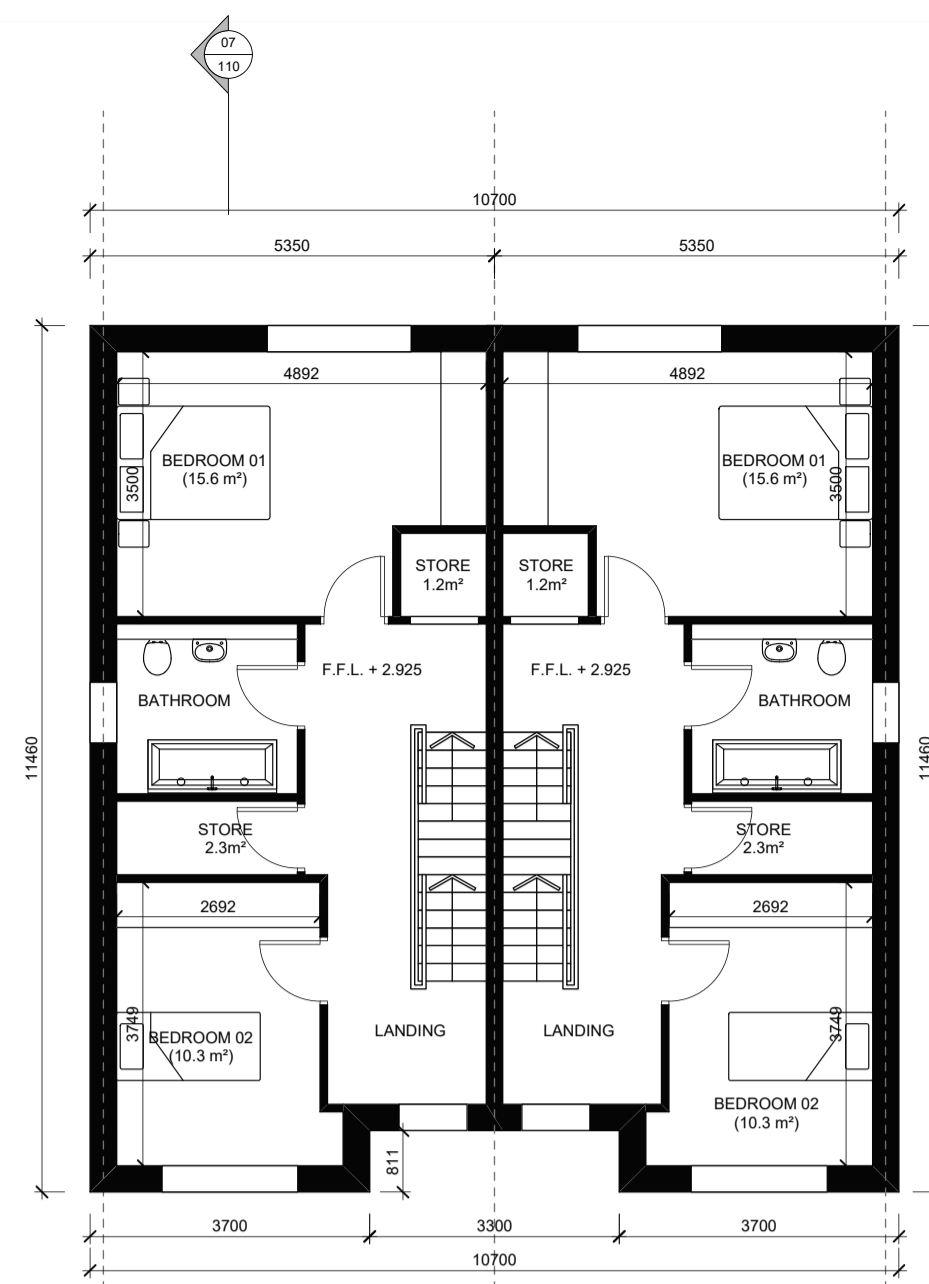 07
110
10700
5350 5350
4892 4892
BEDROOM 01
(15.6 m²)
BEDROOM 01
(15.6 m²)
3500 3500
STORE
1.2m²
STORE
1.2m²
F.F.L. + 2.925 F.F.L. + 2.925
BATHROOM BATHROOM
11460 11460
STORE
2.3m²
STORE
2.3m²
2692 2692
3749 3749
BEDROOM 02
(10.3 m²)
LANDING LANDING
BEDROOM 02
(10.3 m²)
811
3700 3300 3700
10700